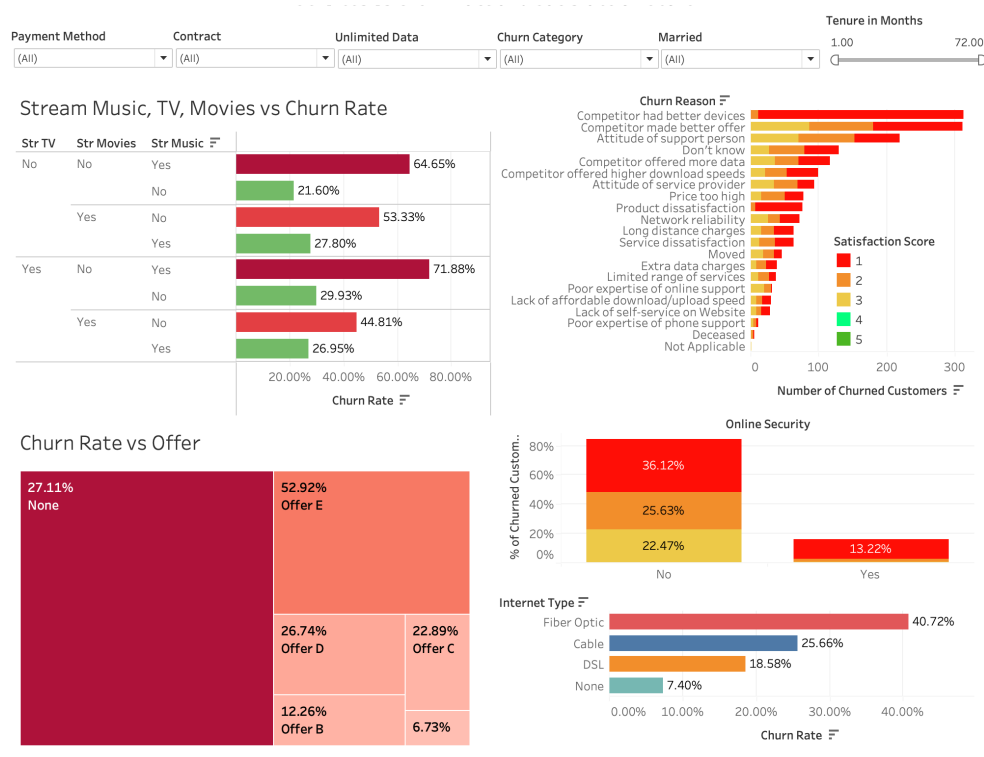 Payment Method
Contract
Unlimited Data
Churn Category
Married
Tenure in Months
(All)
(All)
(All)
(All)
(All)
1.00
72.00
Stream Music, TV, Movies vs Churn Rate
Str TV
Str Movies
Str Music
No
No
Yes
64.65%
No
21.60%
Yes
No
53.33%
Yes
27.80%
Yes
No
Yes
71.88%
No
29.93%
Yes
No
44.81%
Yes
26.95%
20.00%
40.00%
60.00%
80.00%
Churn Rate
Churn Reason
Competitor had better devices
Competitor made better offer
Attitude of support person
Don't know
Competitor offered more data
Competitor offered higher download speeds
Attitude of service provider
Price too high
Product dissatisfaction
Network reliability
Long distance charges
Service dissatisfaction
Moved
Extra data charges
Limited range of services
Poor expertise of online support
Lack of affordable download/upload speed
Lack of self-service on Website
Poor expertise of phone support
Deceased
Not Applicable
0
100
200
300
Number of Churned Customers
Satisfaction Score
1
2
3
4
5
Churn Rate vs Offer
27.11%
None
52.92%
Offer E
26.74%
Offer D
22.89%
Offer C
12.26%
Offer B
6.73%
Online Security
% of Churned Custom..
80%
60%
40%
20%
0%
36.12%
25.63%
22.47%
13.22%
No
Yes
Internet Type
Fiber Optic
40.72%
Cable
25.66%
DSL
18.58%
None
7.40%
0.00%
10.00%
20.00%
30.00%
40.00%
Churn Rate